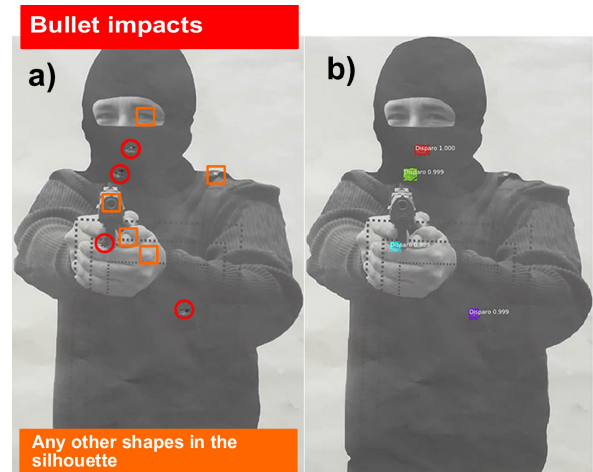 Bullet impacts
a)
b)
Disparo 1.000
Disparo 0.999
Disparo 0.999
Any other shapes in the
silhouette